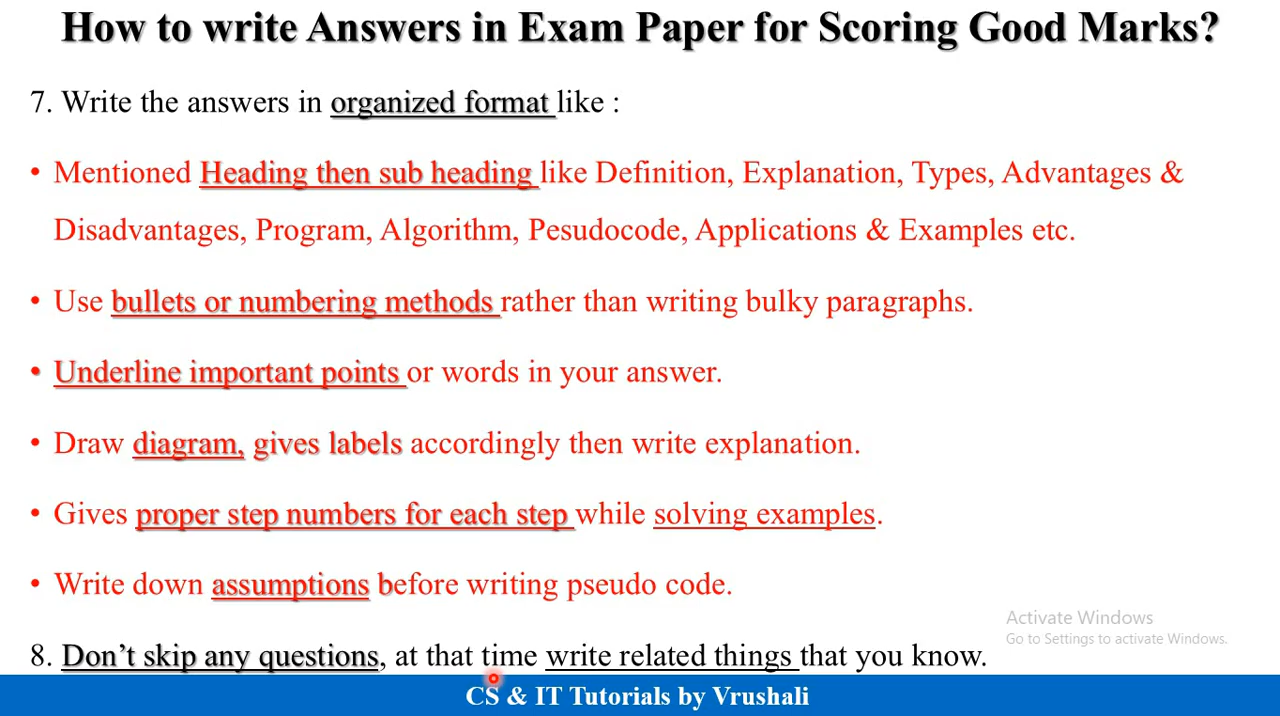 How to write Answers in Exam Paper for Scoring Good Marks?
7. Write the answers in organized format like :
• Mentioned Heading then sub heading like Definition, Explanation, Types, Advantages &
Disadvantages, Program, Algorithm, Pesudocode, Applications & Examples etc.
• Use bullets or numbering methods rather than writing bulky paragraphs.
• Underline important points or words in your answer.
• Draw diagram, gives labels accordingly then write explanation.
• Gives proper step numbers for each step while solving examples.
• Write down assumptions before writing pseudo code.
Activate Windows
Go to Settings to activate Windows.
8. Don't skip any questions, at that time write related things that you know.
CS & IT Tutorials by Vrushali